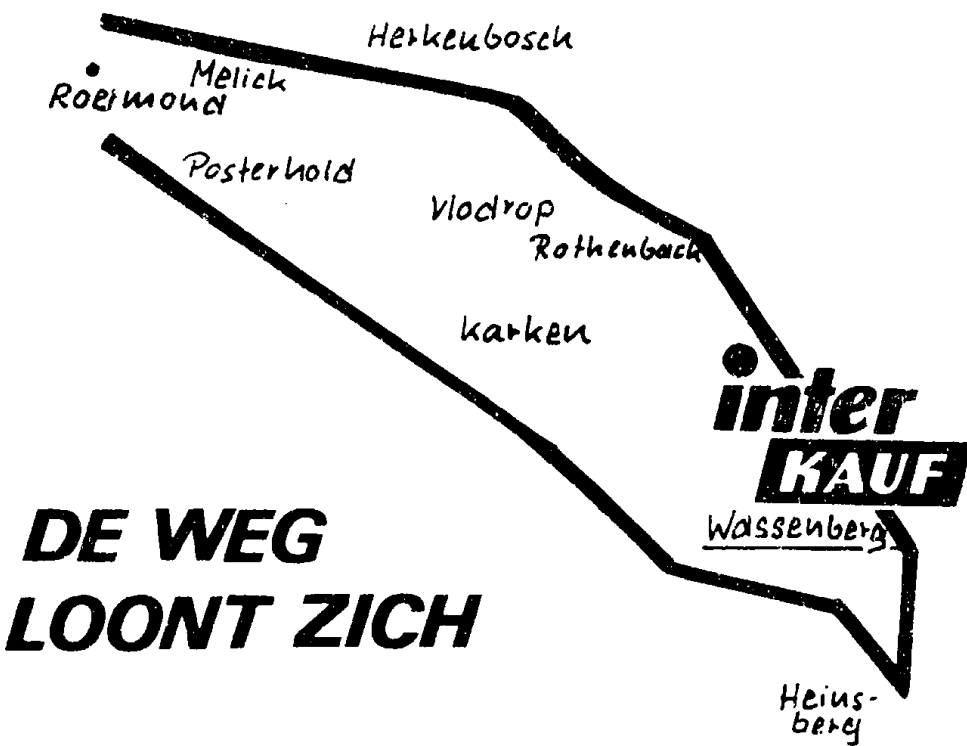 Herkenbosch
Melick
Roermond
Posterhold
Vlodrop
Rothenbach
Karken
inter
KAUF
Wassenberg
DE WEG
LOONT ZICH
Heins-
berg